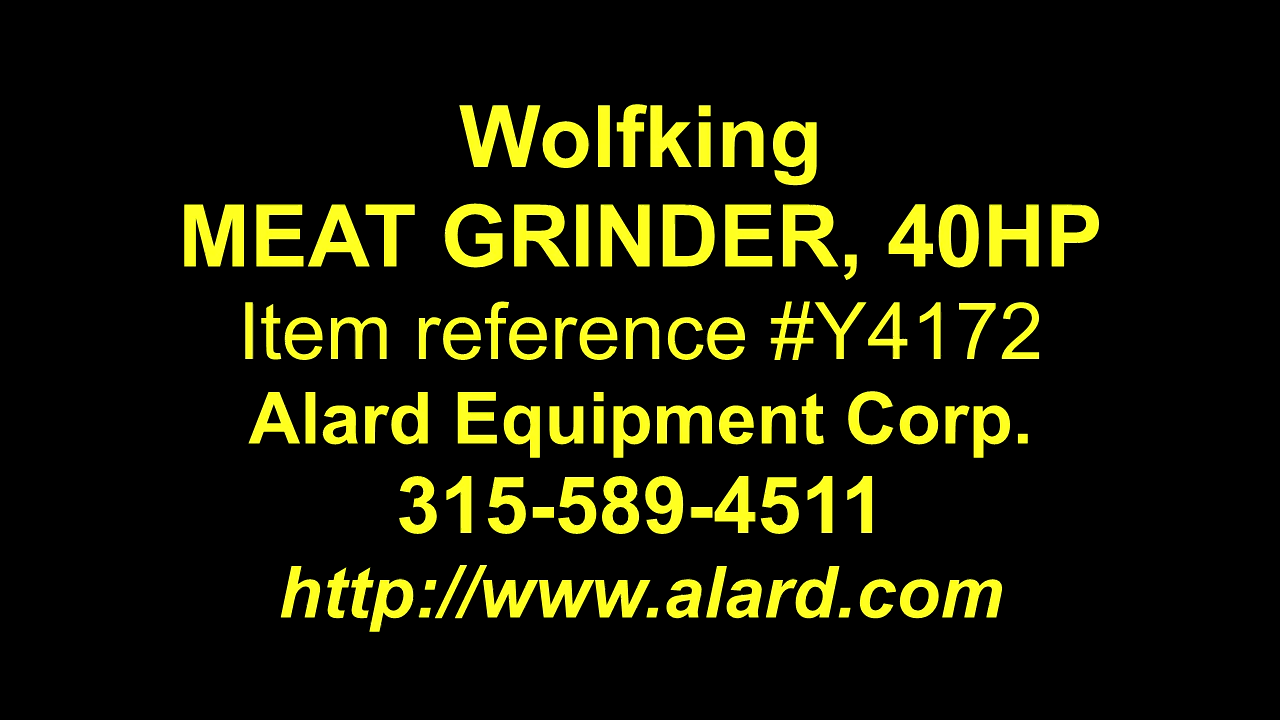 Wolfking
MEAT GRINDER, 40HP
Item reference #Y4172
Alard Equipment Corp.
315-589-4511
http://www.alard.com